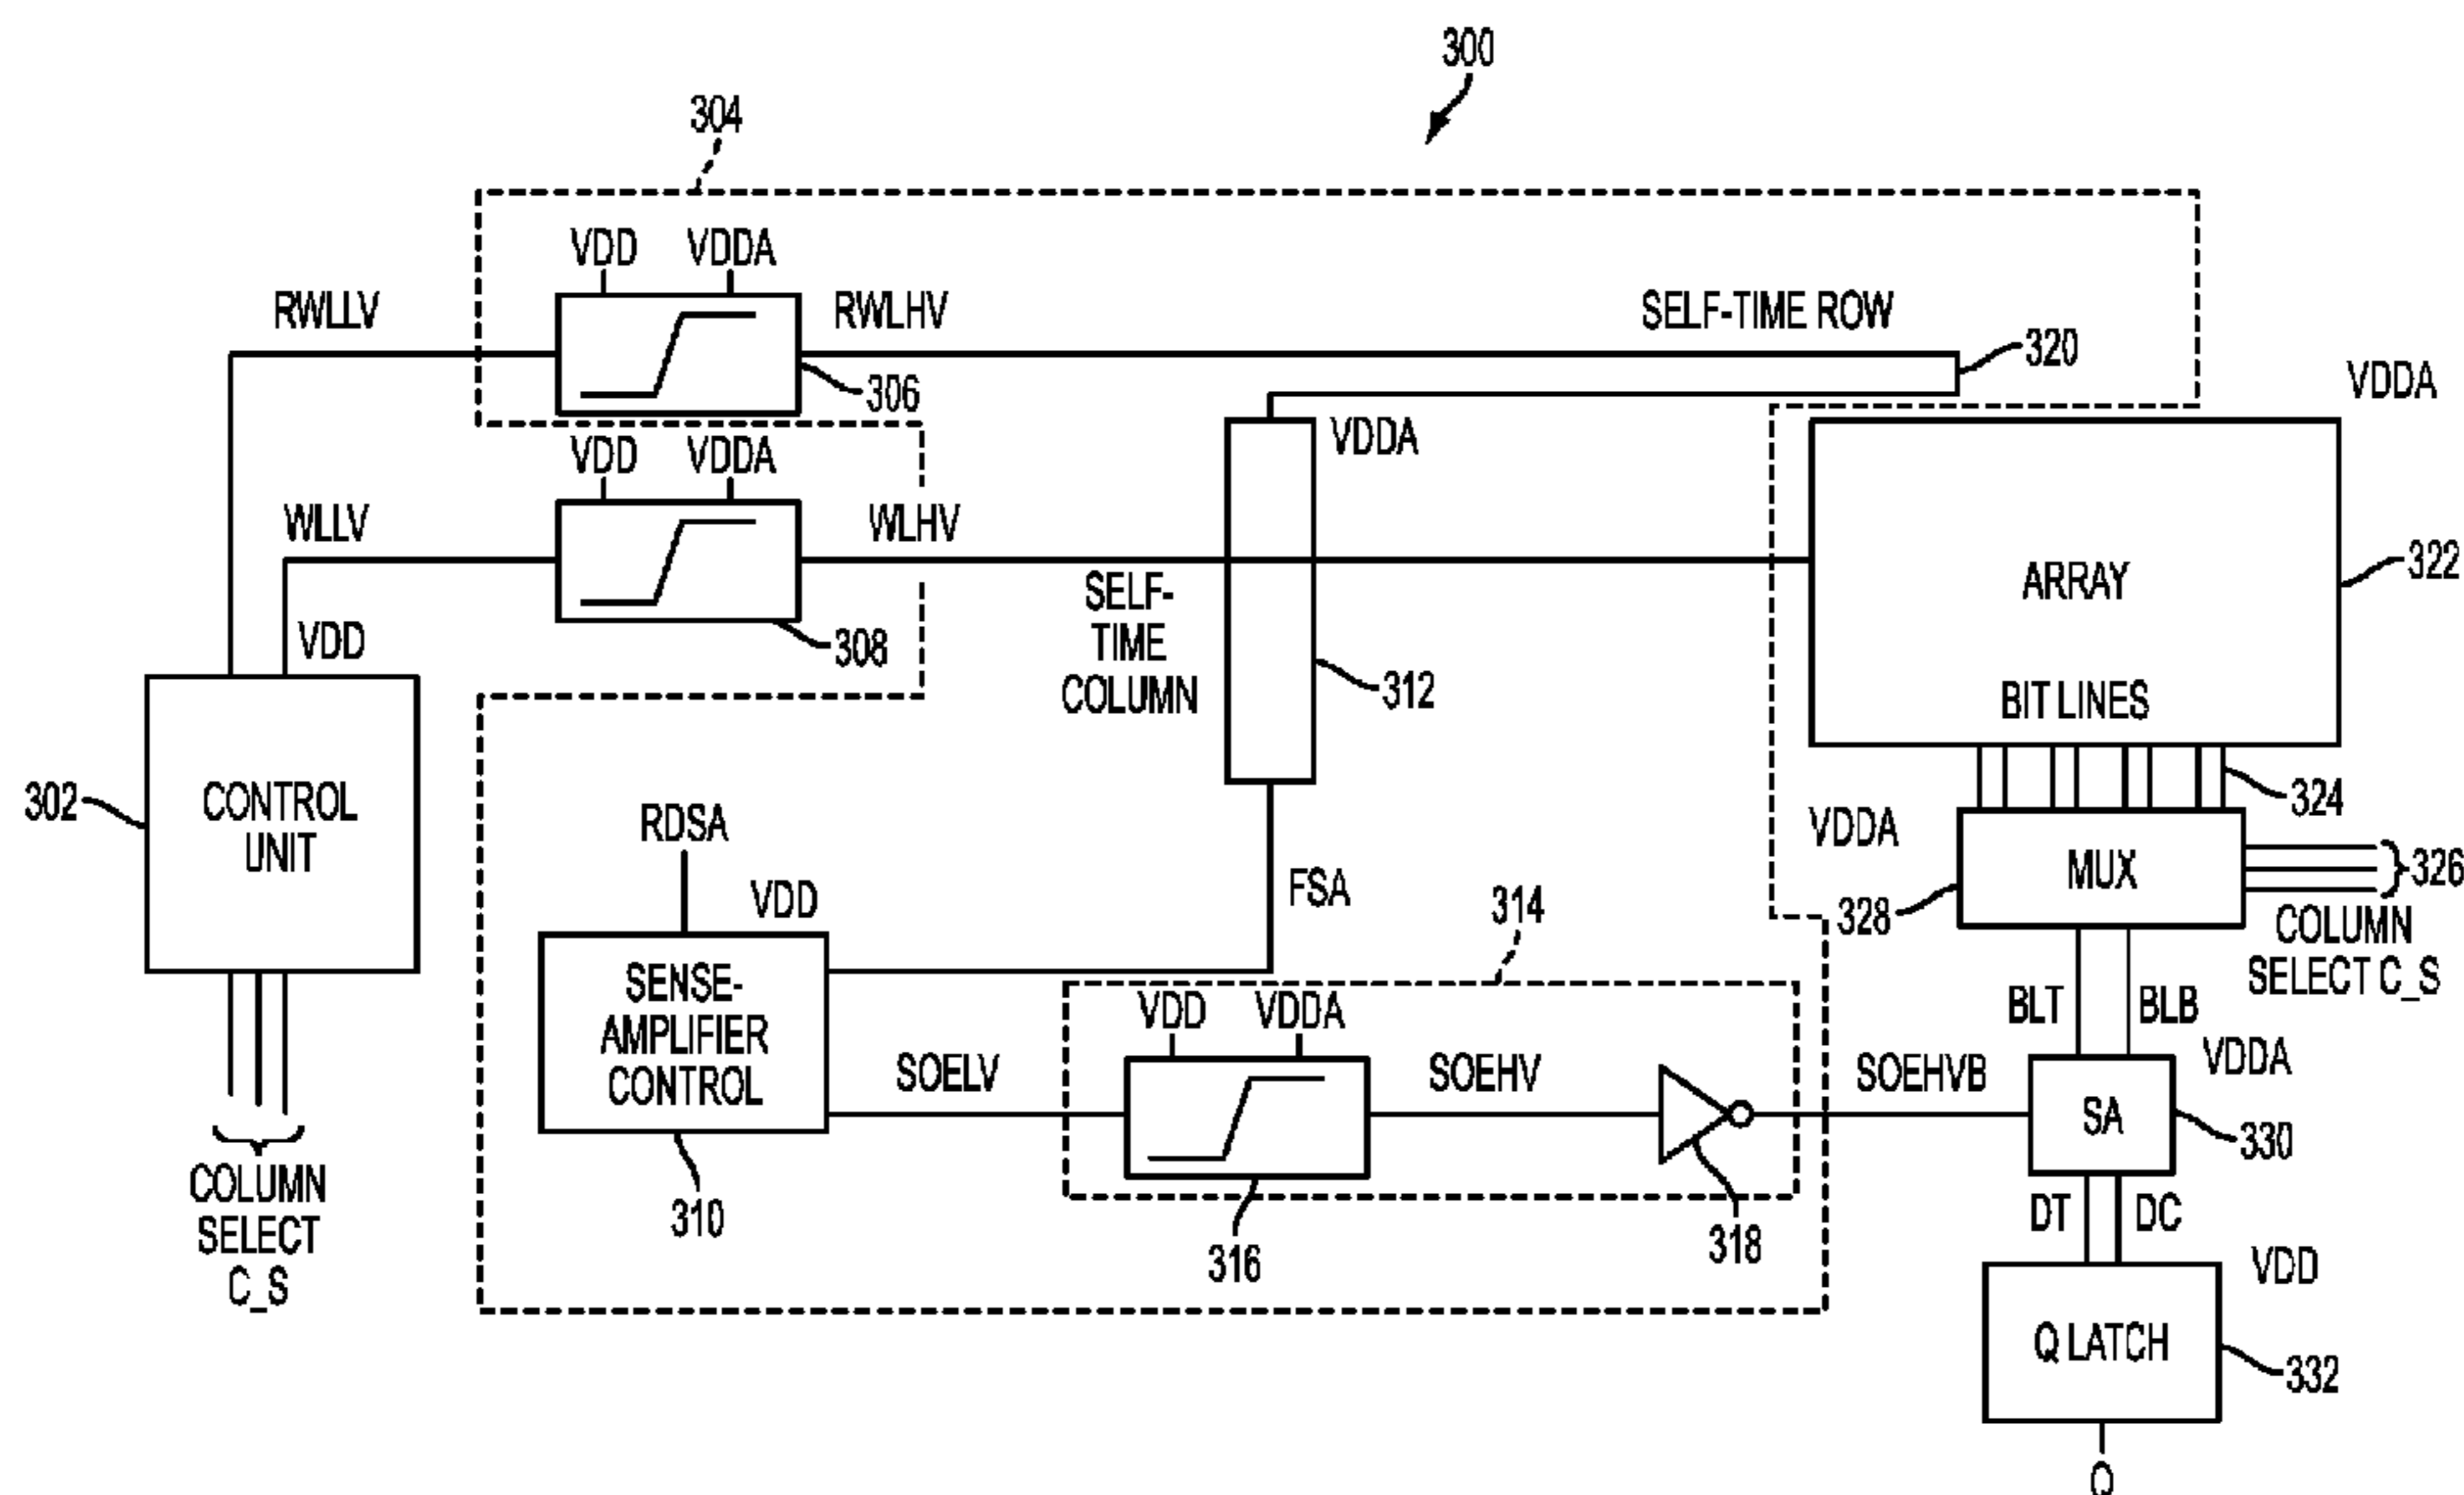 300
304
VDD
VDDA
RWLLV
RWLHV
SELF-TIME ROW
320
306
VDDA
VDD
VDDA
VDDA
WLLV
WLHV
VDD
308
SELF-
TIME
COLUMN
312
ARRAY
322
BIT LINES
324
302
CONTROL
UNIT
RDSA
VDD
FSA
314
VDDA
MUX
326
328
COLUMN
SELECT C_S
SENSE-
AMPLIFIER
CONTROL
VDD
VDDA
BLT
BLB
SOELV
SOEHV
SOEHVB
VDDA
SA
330
COLUMN
SELECT
C_S
310
316
318
DT
DC
VDD
Q LATCH
332
Q